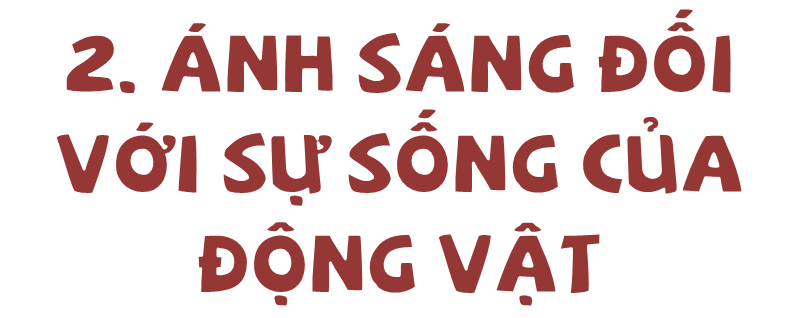 2. ÁNH SÁNG ĐỐI
VỚI SỰ SỐNG CỦA
ĐỘNG VẬT